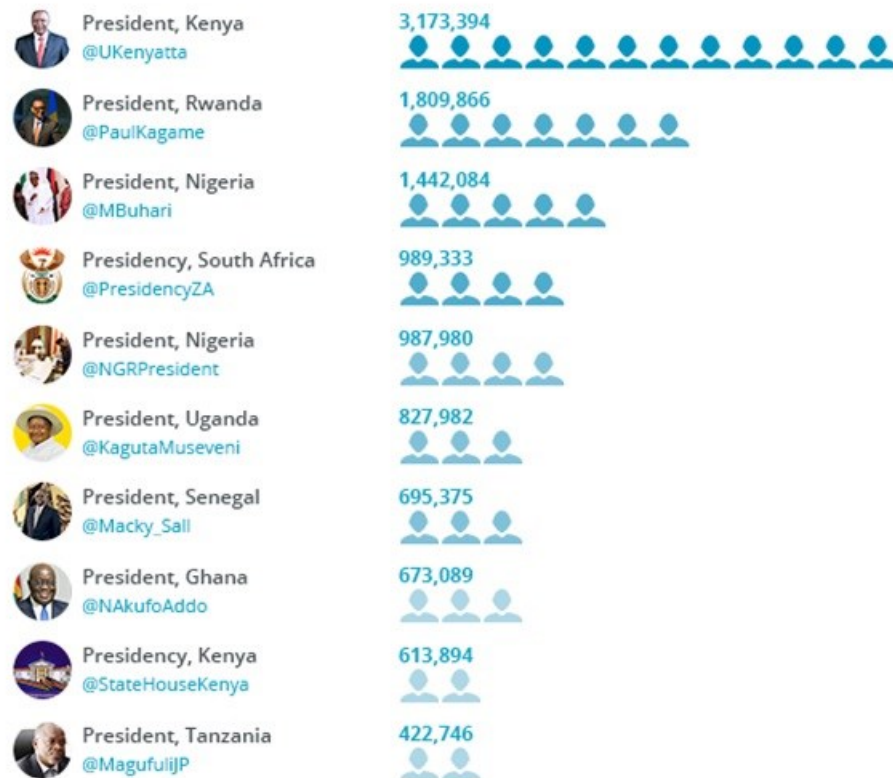 President, Kenya
@UKenyatta
3,173,394
President, Rwanda
@PaulKagame
1,809,866
President, Nigeria
@MBuhari
1,442,084
Presidency, South Africa
@PresidencyZA
989,333
President, Nigeria
@NGRPresident
987,980
President, Uganda
@KagutaMuseveni
827,982
President, Senegal
@Macky_Sall
695,375
President, Ghana
@NAkufoAddo
673,089
Presidency, Kenya
@StateHouseKenya
613,894
President, Tanzania
@MagufuliJP
422,746